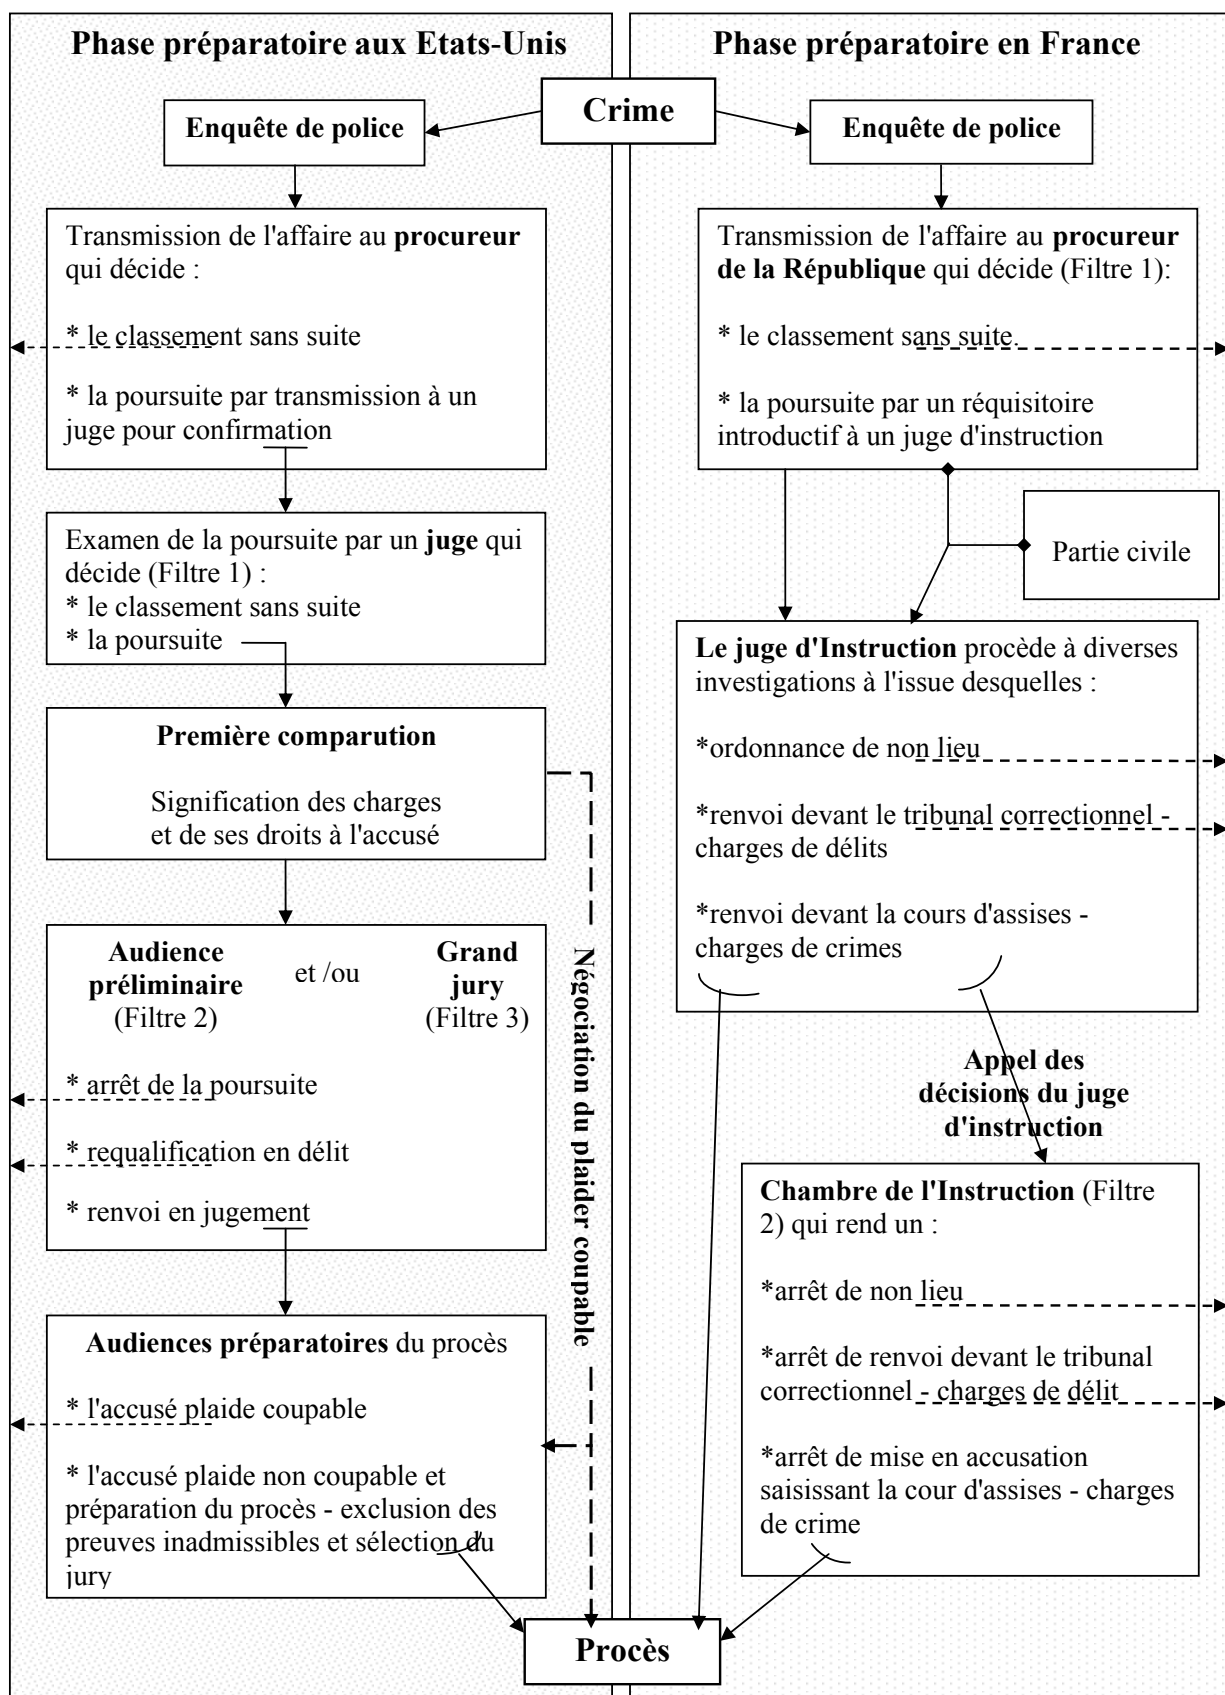 Phase préparatoire aux Etats-Unis
Phase préparatoire en France
Crime
Enquête de police
Transmission de l'affaire au procureur
qui décide :
* le classement sans suite
* la poursuite par transmission à un
juge pour confirmation
Examen de la poursuite par un juge qui
décide (Filtre 1) :
* le classement sans suite
* la poursuite
Première comparution
Signification des charges
et de ses droits à l'accusé
Audience
préliminaire
(Filtre 2)
et /ou
Grand
jury
(Filtre 3)
* arrêt de la poursuite
* requalification en délit
* renvoi en jugement
Négociation du plaider coupable
Audiences préparatoires du procès
* l'accusé plaide coupable
* l'accusé plaide non coupable et
préparation du procès - exclusion des
preuves inadmissibles et sélection du
jury
Enquête de police
Transmission de l'affaire au procureur
de la République qui décide (Filtre 1):
* le classement sans suite.
* la poursuite par un réquisitoire
introductif à un juge d'instruction
Partie civile
Le juge d'Instruction procède à diverses
investigations à l'issue desquelles :
*ordonnance de non lieu
*renvoi devant le tribunal correctionnel -
charges de délits
*renvoi devant la cours d'assises -
charges de crimes
Appel des
décisions du juge
d'instruction
Chambre de l'Instruction (Filtre
2) qui rend un :
*arrêt de non lieu
*arrêt de renvoi devant le tribunal
correctionnel - charges de délit
*arrêt de mise en accusation
saisissant la cour d'assises - charges
de crime
Procès